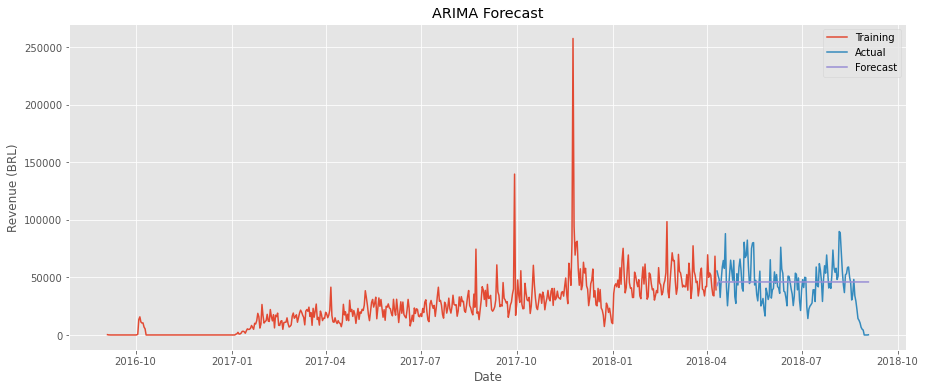 ARIMA Forecast
Training
Actual
Forecast
250000
200000
150000
100000
50000
0
Revenue (BRL)
2016-10
2017-01
2017-04
2017-07
2017-10
2018-01
2018-04
2018-07
2018-10
Date